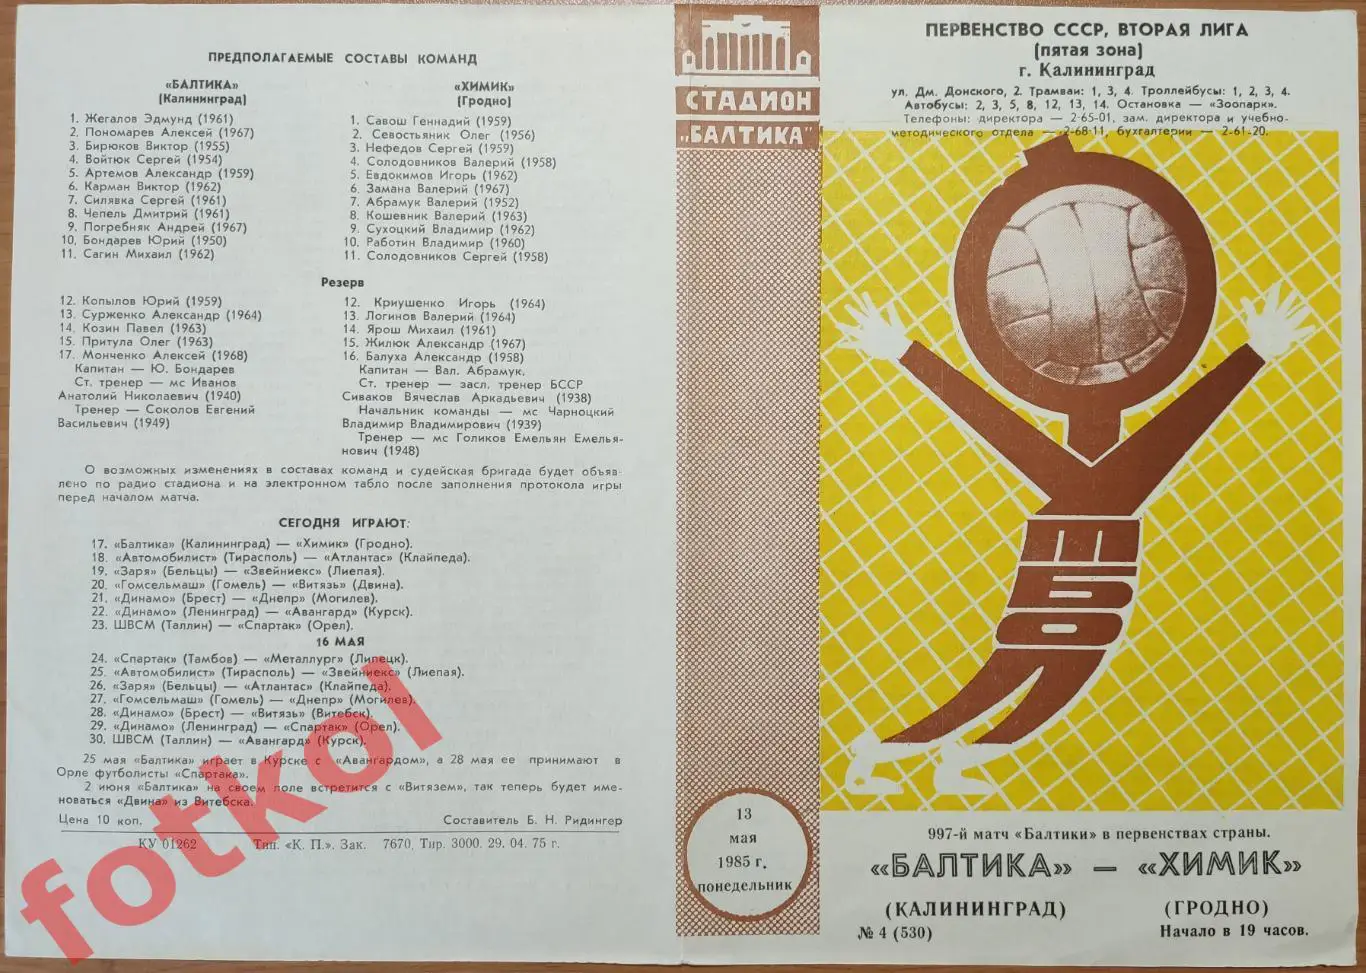 ПРЕДПОЛАГАЕМЫЕ СОСТАВЫ КОМАНД
«БАЛТИКА»
(Калининград)
1. Жегалов Эдмунд (1961)
2. Пономарев Алексей (1967)
3. Бирюков Виктор (1955)
4. Войтюк Сергей (1954)
5. Артемов Александр (1959)
6. Карман Виктор (1962)
7. Силявка Сергей (1961)
8. Чепель Дмитрий (1961)
9. Погребняк Андрей (1967)
10. Бондарев Юрий (1950)
11. Сагин Михаил (1962)
«ХИМИК»
(Гродно)
1. Савош Геннадий (1959)
2. Севостьяник Олег (1956)
3. Нефедов Сергей (1959)
4. Солодовников Валерий (1958)
5. Евдокимов Игорь (1962)
6. Замана Валерий (1967)
7. Абрамук Валерий (1952)
8. Кошевник Валерий (1963)
9. Сухоцкий Владимир (1962)
10. Работин Владимир (1960)
11. Солодовников Сергей (1958)
Резерв
12. Копылов Юрий (1959)
13. Сурженко Александр (1964)
14. Козин Павел (1963)
15. Притула Олег (1963)
17. Монченко Алексей (1968)
Капитан — Ю. Бондарев
Ст. тренер — мс Иванов
Анатолий Николаевич (1940)
Тренер — Соколов Евгений
Васильевич (1949)
12. Криушенко Игорь (1964)
13. Логинов Валерий (1964)
14. Ярош Михаил (1961)
15. Жилюк Александр (1967)
16. Балуха Александр (1958)
Капитан — Вал. Абрамук.
Ст. тренер — засл. тренер БССР
Сиваков Вячеслав Аркадьевич (1938)
Начальник команды — мс Чарноцкий
Владимир Владимирович (1939)
Тренер — мс Голиков Емельян Емелья-
нович (1948)
О возможных изменениях в составах команд и судейская бригада будет объяв-
лено по радио стадиона и на электронном табло после заполнения протокола игры
перед началом матча.
СЕГОДНЯ ИГРАЮТ:
17. «Балтика» (Калининград) — «Химик» (Гродно).
18. «Автомобилист» (Тирасполь) — «Атлантас» (Клайпеда).
19. «Заря» (Бельцы) — «Звейниекс» (Лиепая).
20. «Гомсельмаш» (Гомель) — «Витязь» (Двина).
21. «Динамо» (Брест) — «Днепр» (Могилев).
22. «Динамо» (Ленинград) — «Авангард» (Курск).
23. ШВСМ (Таллин) — «Спартак» (Орел).
16 МАЯ
24. «Спартак» (Тамбов) — «Металлург» (Липецк).
25. «Автомобилист» (Тирасполь) — «Звейниекс» (Лиепая).
26. «Заря» (Бельцы) — «Атлантас» (Клайпеда).
27. «Гомсельмаш» (Гомель) — «Днепр» (Могилев).
28. «Динамо» (Брест) — «Витязь» (Витебск).
29. «Динамо» (Ленинград) — «Спартак» (Орел).
30. ШВСМ (Таллин) — «Авангард» (Курск).
25 мая «Балтика» играет в Курске с «Авангардом», а 28 мая ее принимают в
Орле футболисты «Спартака».
2 июня «Балтика» на своем поле встретится с «Витязем», так теперь будет име-
новаться «Двина» из Витебска.
Цена 10 коп. Составитель Б. Н. Ридингер
КУ 01262 Тип. «К. П.». Зак. 7670, Тир. 3000. 29. 04. 75 г.
fotkol
СТАДИОН
„БАЛТИКА"
13
мая
1985 г.
понедельник
ПЕРВЕНСТВО СССР, ВТОРАЯ ЛИГА
(пятая зона)
г. Калининград
ул. Дм. Донского, 2. Трамваи: 1, 3, 4. Троллейбусы: 1, 2, 3, 4.
Автобусы: 2, 3, 5, 8, 12, 13, 14. Остановка — «Зоопарк».
Телефоны: директора — 2-65-01, зам. директора и учебно-
методического отдела — 2-68-11, бухгалтерии — 2-61-20.
ФУТБОЛ
997-й матч «Балтики» в первенствах страны.
«БАЛТИКА» — «ХИМИК»
(КАЛИНИНГРАД) (ГРОДНО)
№ 4 (530) Начало в 19 часов.